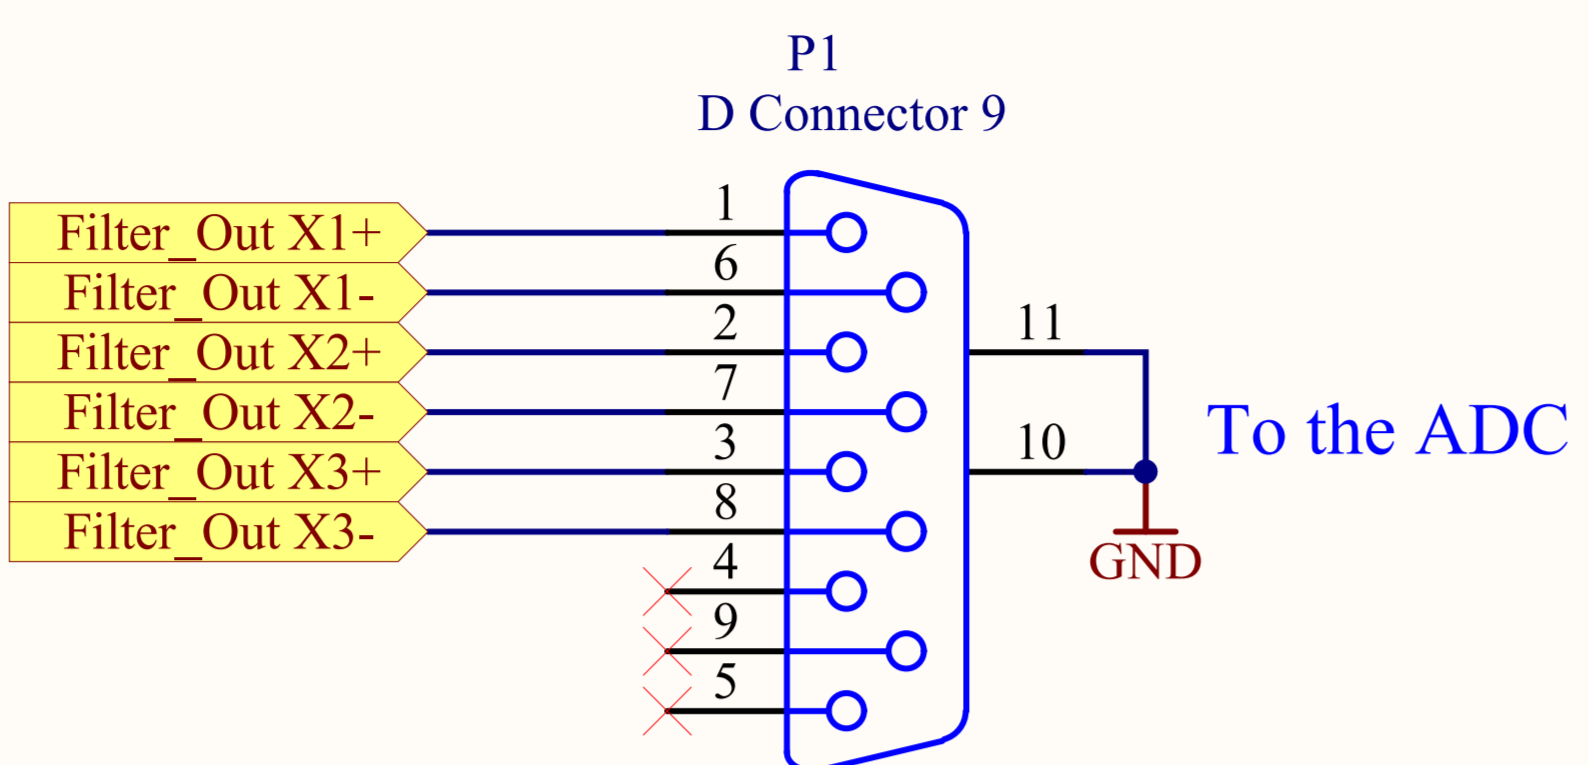 P1
D Connector 9
Filter_Out X1+
1
Filter_Out X1-
6
Filter_Out X2+
2
11
Filter_Out X2-
7
To the ADC
Filter_Out X3+
3
10
Filter_Out X3-
8
GND
4
9
5